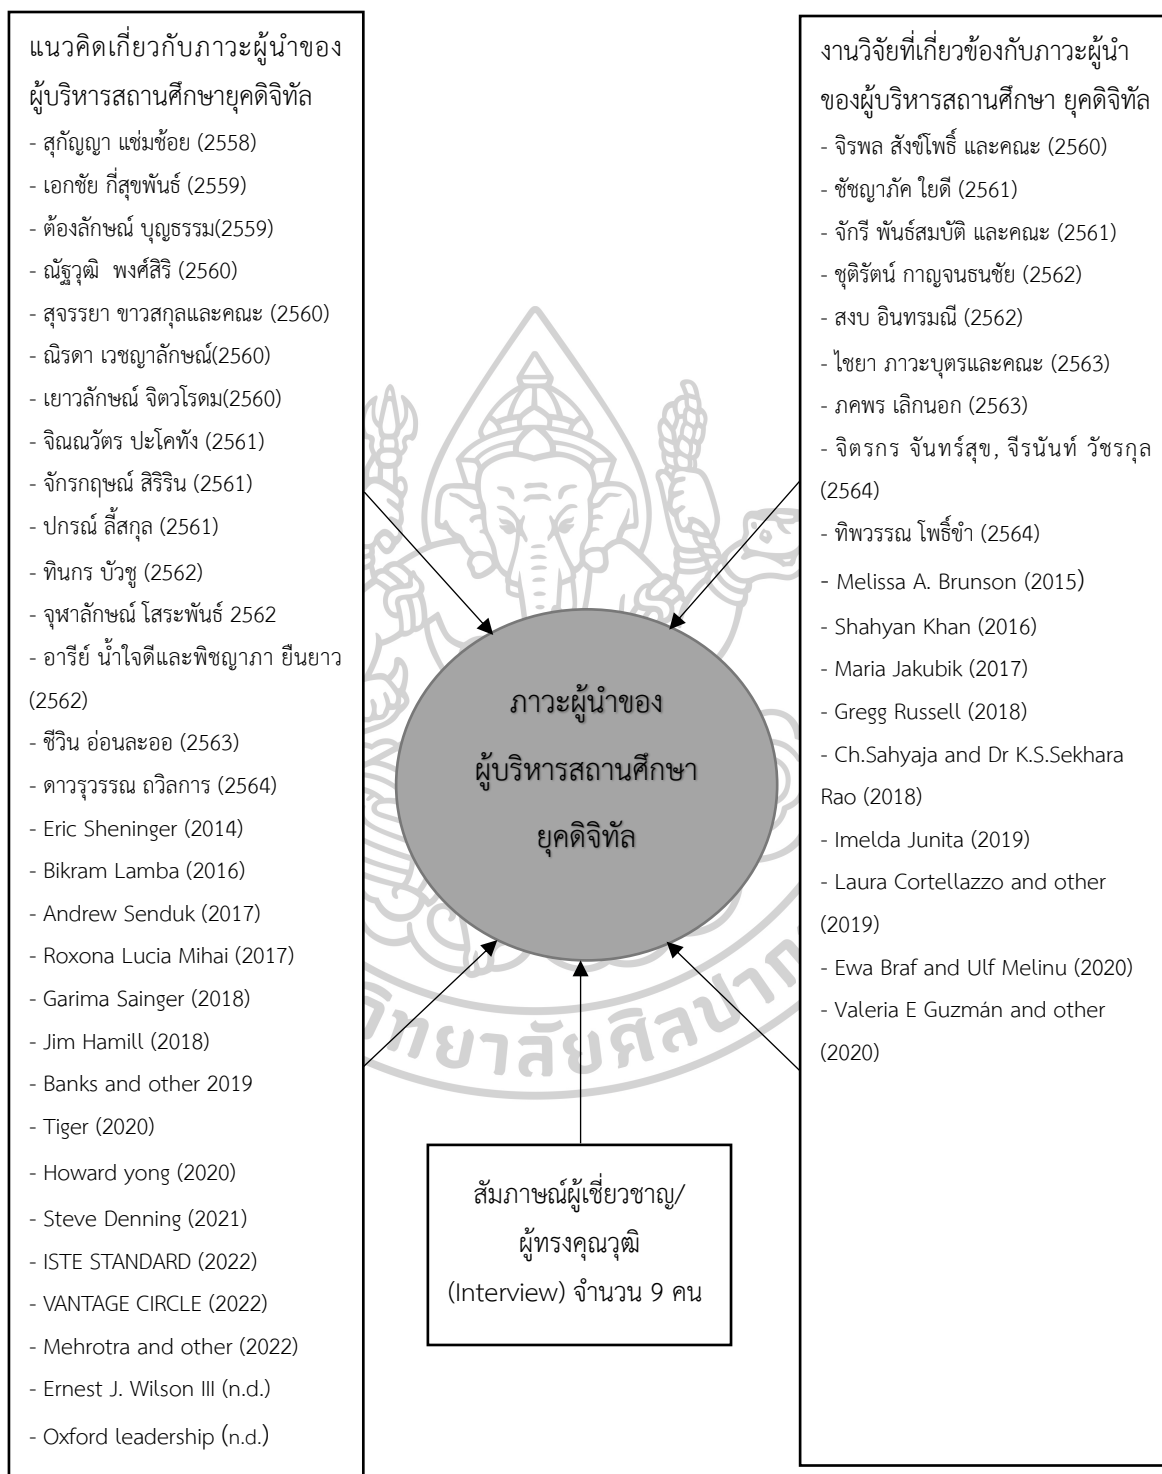 แนวคิดเกี่ยวกับภาวะผู้นำของ
ผู้บริหารสถานศึกษายุคดิจิทัล
- สุกัญญา แช่มช้อย (2558)
- เอกชัย กี่สุขพันธ์ (2559)
- ต้องลักษณ์ บุญธรรม(2559)
- ณัฐวุฒิ พงศ์สิริ (2560)
- สุจรรยา ขาวสกุลและคณะ (2560)
- ณิรดา เวชญาลักษณ์(2560)
- เยาวลักษณ์ จิตวโรดม(2560)
- จิณณวัตร ปะโคทัง (2561)
- จักรกฤษณ์ สิริริน (2561)
- ปกรณ์ ลี้สกุล (2561)
- ทินกร บัวชู (2562)
- จุฬาลักษณ์ โสระพันธ์ 2562
- อารีย์ น้ำใจดีและพิชญาภา ยืนยาว
(2562)
- ชีวิน อ่อนละออ (2563)
- ดาวรุวรรณ ถวิลการ (2564)
- Eric Sheninger (2014)
- Bikram Lamba (2016)
- Andrew Senduk (2017)
- Roxona Lucia Mihai (2017)
- Garima Sainger (2018)
- Jim Hamill (2018)
- Banks and other 2019
- Tiger (2020)
- Howard yong (2020)
- Steve Denning (2021)
- ISTE STANDARD (2022)
- VANTAGE CIRCLE (2022)
- Mehrotra and other (2022)
- Ernest J. Wilson III (n.d.)
- Oxford leadership (n.d.)
ภาวะผู้นำของ
ผู้บริหารสถานศึกษา
ยุคดิจิทัล
สัมภาษณ์ผู้เชี่ยวชาญ/
ผู้ทรงคุณวุฒิ
(Interview) จำนวน 9 คน
งานวิจัยที่เกี่ยวข้องกับภาวะผู้นำ
ของผู้บริหารสถานศึกษา ยุคดิจิทัล
- จิรพล สังข์โพธิ์ และคณะ (2560)
- ชัชญาภัค ใยดี (2561)
- จักรี พันธ์สมบัติ และคณะ (2561)
- ชุติรัตน์ กาญจนธนชัย (2562)
- สงบ อินทรมณี (2562)
- ไชยา ภาวะบุตรและคณะ (2563)
- ภคพร เลิกนอก (2563)
- จิตรกร จันทร์สุข, จีรนันท์ วัชรกุล
(2564)
- ทิพวรรณ โพธิ์ขำ (2564)
- Melissa A. Brunson (2015)
- Shahyan Khan (2016)
- Maria Jakubik (2017)
- Gregg Russell (2018)
- Ch.Sahyaja and Dr K.S.Sekhara
Rao (2018)
- Imelda Junita (2019)
- Laura Cortellazzo and other
(2019)
- Ewa Braf and Ulf Melinu (2020)
- Valeria E Guzmán and other
(2020)